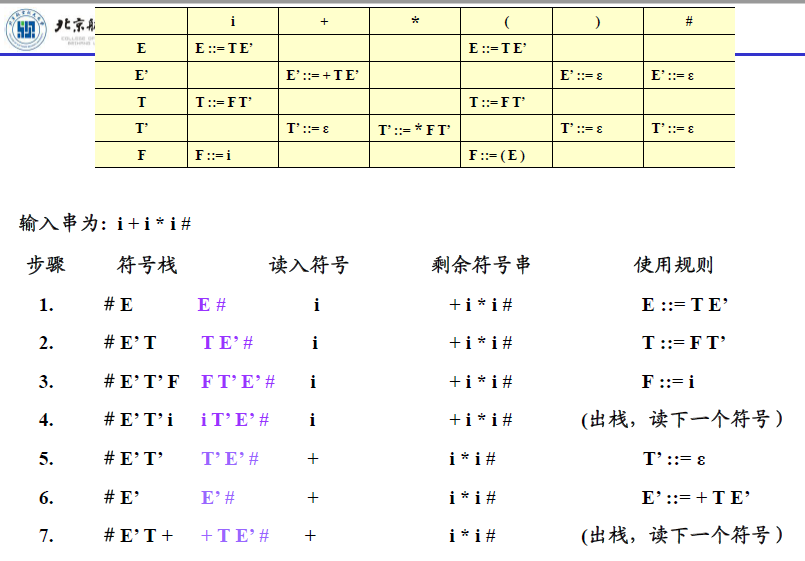 北京航
i + * ( ) #
E E ::= T E’ E ::= T E’
E’ E’ ::= + T E’ E’ ::= ε E’ ::= ε
T T ::= F T’ T ::= F T’
T’ T’ ::= ε T’ ::= * F T’ T’ ::= ε T’ ::= ε
F F ::= i F ::= ( E )
输入串为: i + i * i #
步骤 符号栈 读入符号 剩余符号串 使用规则
1. # E E # i + i * i # E ::= T E’
2. # E’ T T E’ # i + i * i # T ::= F T’
3. # E’ T’ F F T’ E’ # i + i * i # F ::= i
4. # E’ T’ i i T’ E’ # i + i * i # (出栈，读下一个符号）
5. # E’ T’ T’ E’ # + i * i # T’ ::= ε
6. # E’ E’ # + i * i # E’ ::= + T E’
7. # E’ T + + T E’ # + i * i # (出栈，读下一个符号）